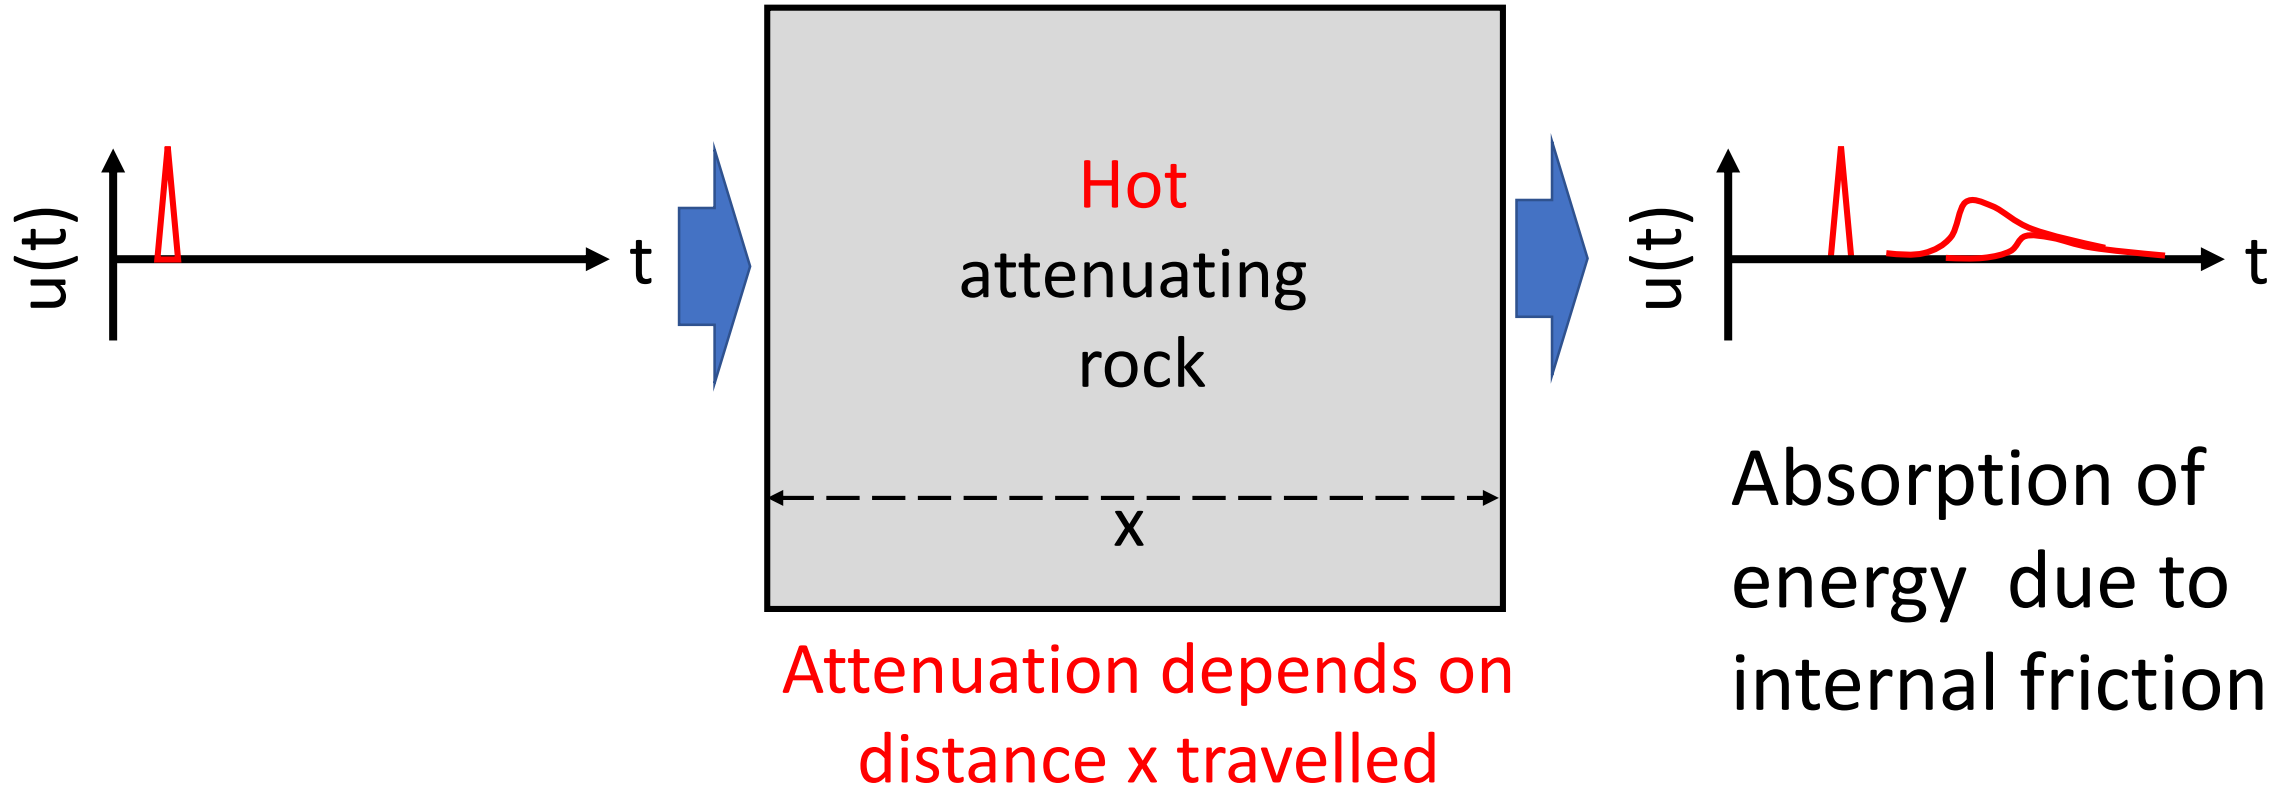 u(t)
t
Hot
attenuating
rock
x
Attenuation depends on
distance x travelled
u(t)
t
Absorption of
energy  due to
internal friction